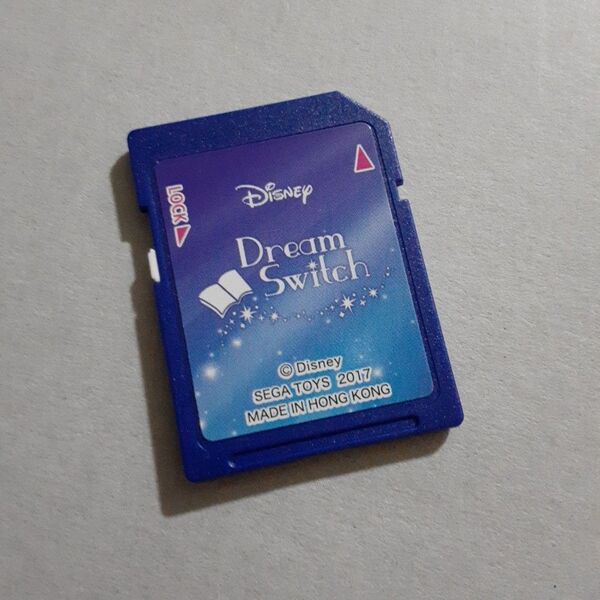 Disney
LOCK
Dream
Switch
© Disney
SEGA TOYS 2017
MADE IN HONG KONG